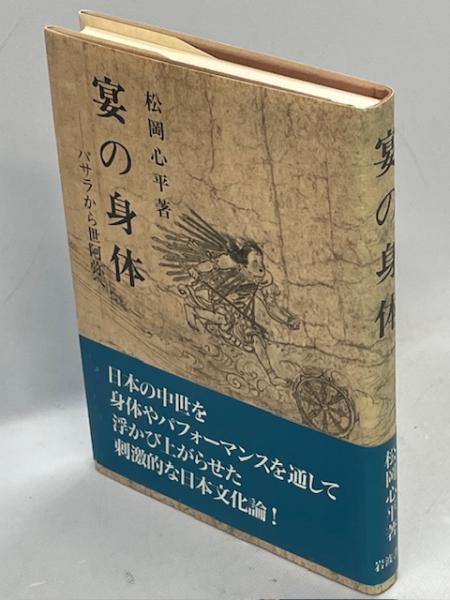 松岡心平著
宴の身体
バサラから世阿弥へ
日本の中世を
身体やパフォーマンスを通して
浮かび上がらせた
刺激的な日本文化論!
宴の身体
松岡心平著
岩波